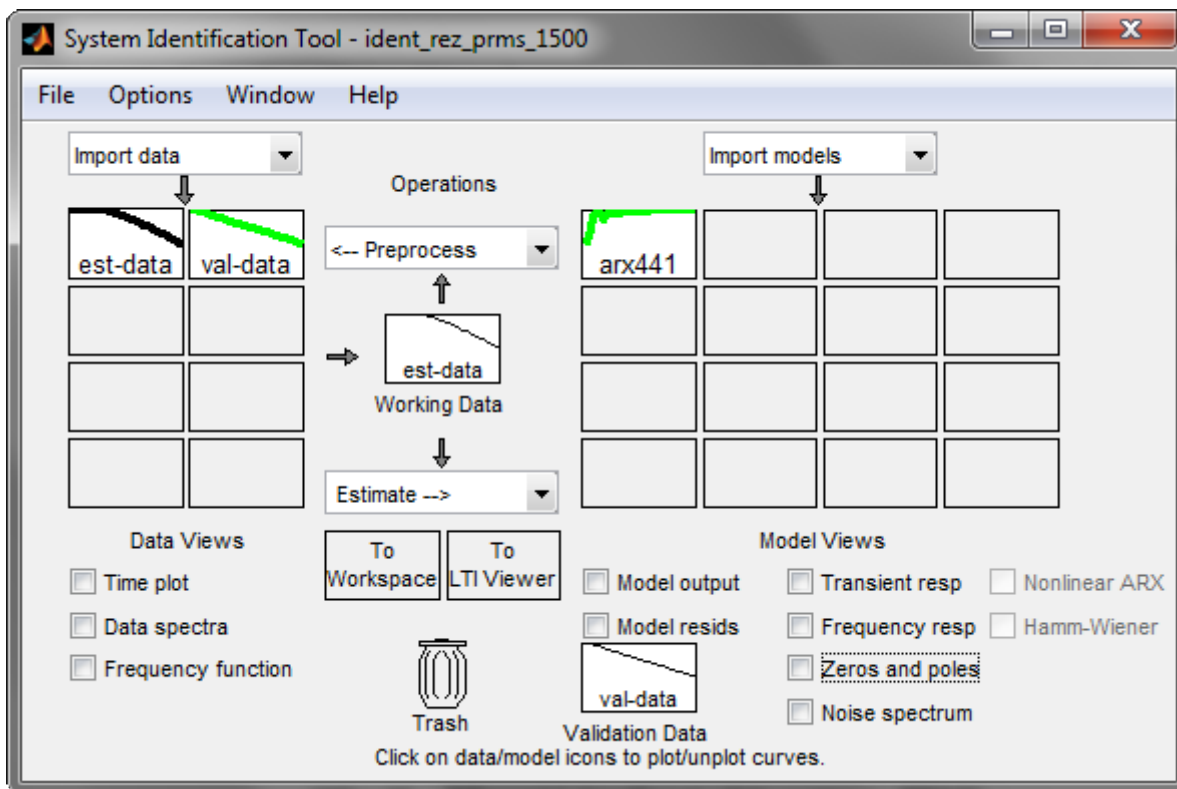 System Identification Tool - ident_rez_prms_1500
File Options Window Help
Import data
Operations
Import models
est-data
val-data
<-- Preprocess
arx441
est-data
Working Data
Estimate -->
Data Views
Time plot
Data spectra
Frequency function
To
Workspace
To
LTI Viewer
Trash
Model Views
Model output
Transient resp
Nonlinear ARX
Model resids
Frequency resp
Hamm-Wiener
Zeros and poles
val-data
Noise spectrum
Validation Data
Click on data/model icons to plot/unplot curves.